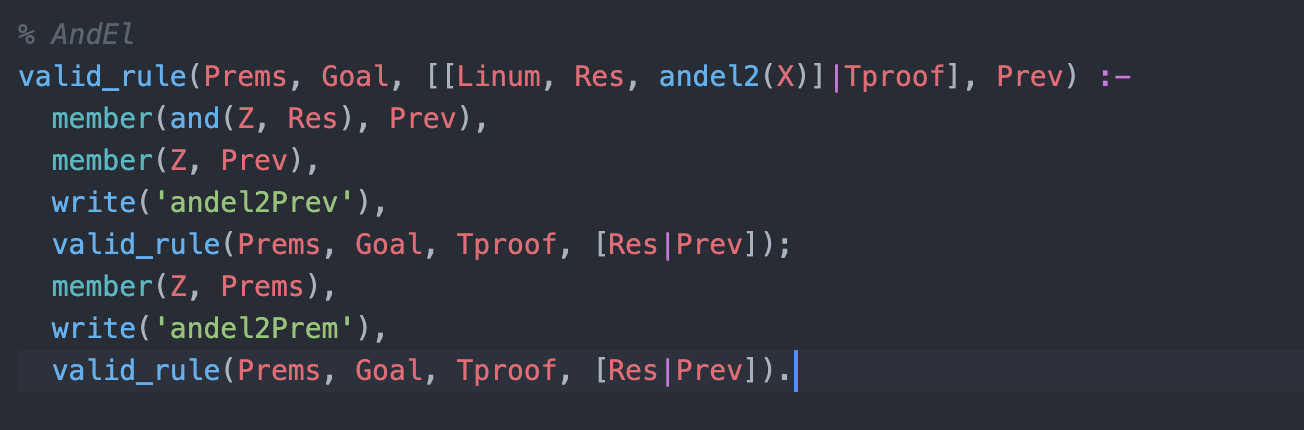 % AndEl
valid_rule(Prems, Goal, [[Linum, Res, andel2(X)]|Tproof], Prev) :-
  member(and(Z, Res), Prev),
  member(Z, Prev),
  write('andel2Prev'),
  valid_rule(Prems, Goal, Tproof, [Res|Prev]);
  member(Z, Prems),
  write('andel2Prem'),
  valid_rule(Prems, Goal, Tproof, [Res|Prev]).